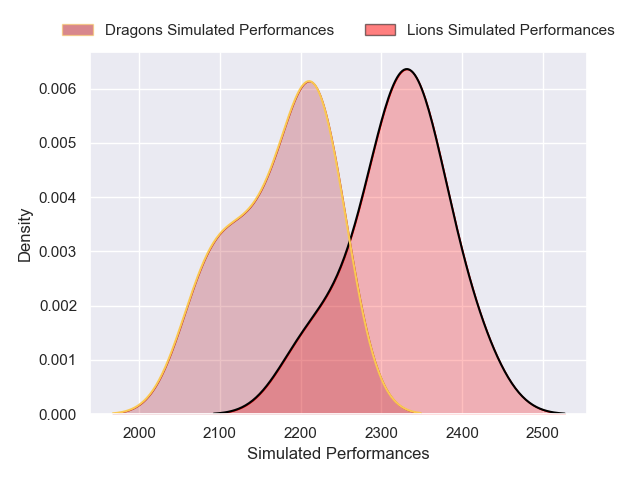 Dragons Simulated Performances Lions Simulated Performances
0.006
0.005
0.004
0.003
0.002
0.001
0.000
Density
2000 2100 2200 2300 2400 2500
Simulated Performances